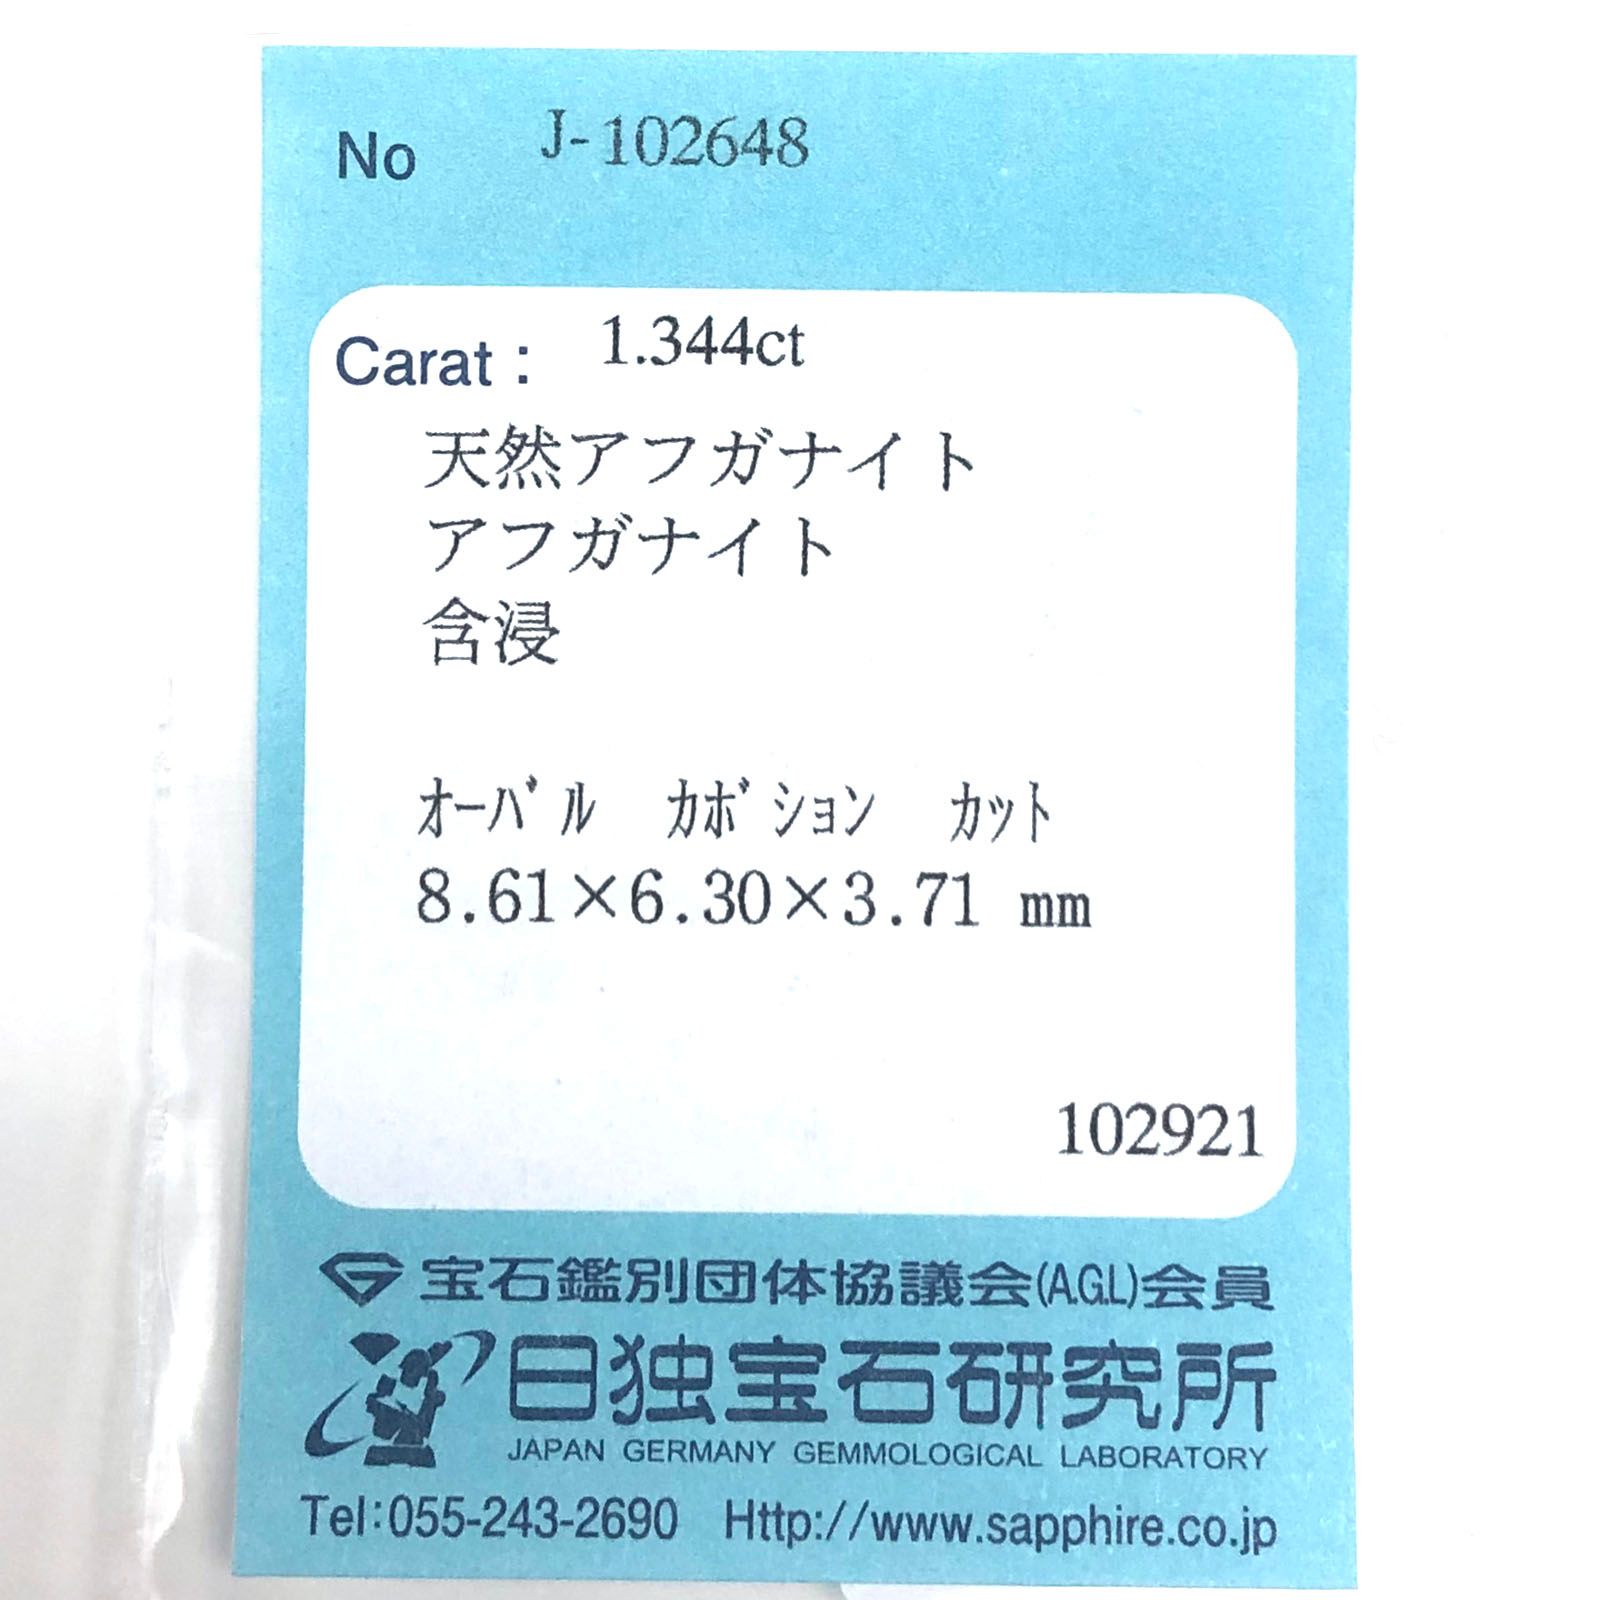 No J-102648
Carat : 1.344ct
天然アフガナイト
アフガナイト
含浸
ｵｰﾊﾞﾙ ｶﾎﾞｼｮﾝ ｶｯﾄ
8.61×6.30×3.71 mm
102921
宝石鑑別団体協議会(A.G.L)会員
日独宝石研究所
JAPAN GERMANY GEMMOLOGICAL LABORATORY
Tel:055-243-2690 Http://www.sapphire.co.jp